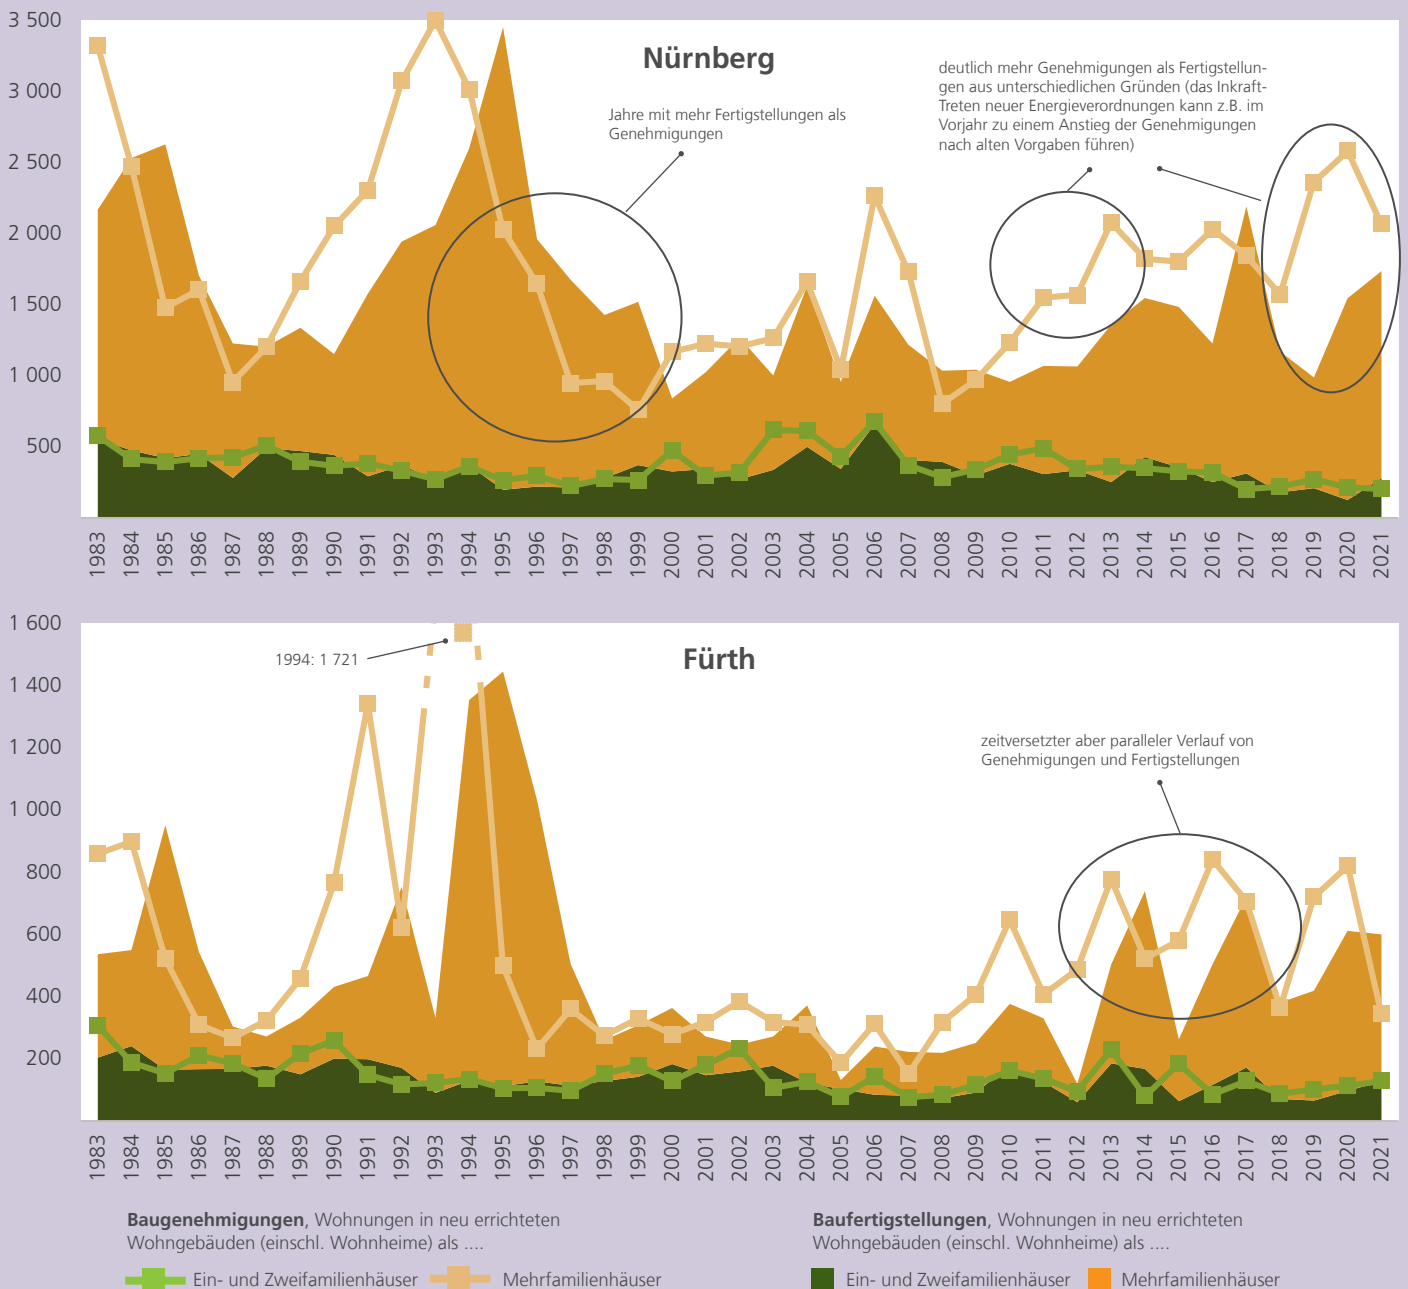 3 500
3 000
2 500
2 000
1 500
1 000
500
Nürnberg
Jahre mit mehr Fertigstellungen als
Genehmigungen
deutlich mehr Genehmigungen als Fertigstellun-
gen aus unterschiedlichen Gründen (das Inkraft-
Treten neuer Energieverordnungen kann z.B. im
Vorjahr zu einem Anstieg der Genehmigungen
nach alten Vorgaben führen)
1983 1984 1985 1986 1987 1988 1989 1990 1991 1992 1993 1994 1995 1996 1997 1998 1999 2000 2001 2002 2003 2004 2005 2006 2007 2008 2009 2010 2011 2012 2013 2014 2015 2016 2017 2018 2019 2020 2021
1 600
1 400
1 200
1 000
800
600
400
200
Fürth
1994: 1 721
zeitversetzter aber paralleler Verlauf von
Genehmigungen und Fertigstellungen
1983 1984 1985 1986 1987 1988 1989 1990 1991 1992 1993 1994 1995 1996 1997 1998 1999 2000 2001 2002 2003 2004 2005 2006 2007 2008 2009 2010 2011 2012 2013 2014 2015 2016 2017 2018 2019 2020 2021
Baugenehmigungen, Wohnungen in neu errichteten
Wohngebäuden (einschl. Wohnheime) als ....
Ein- und Zweifamilienhäuser Mehrfamilienhäuser
Baufertigstellungen, Wohnungen in neu errichteten
Wohngebäuden (einschl. Wohnheime) als ....
Ein- und Zweifamilienhäuser Mehrfamilienhäuser